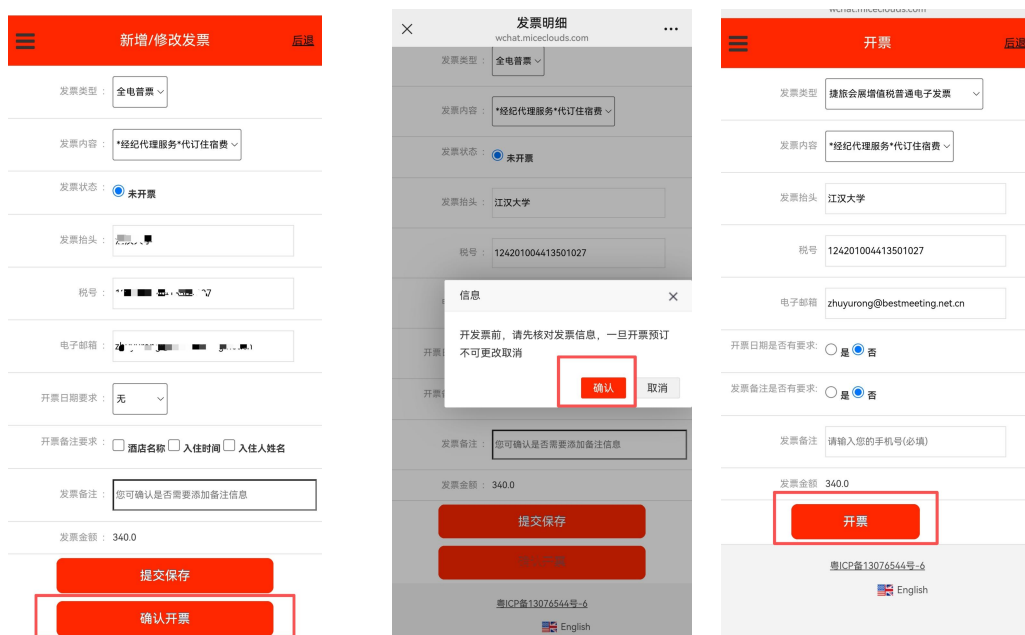 新增/修改发票
后退
发票类型 :
全电普票
发票内容 :
*经纪代理服务*代订住宿费
发票状态 :
未开票
发票抬头 :
税号 :
电子邮箱 :
开票日期要求 :
无
开票备注要求 :
酒店名称
入住时间
入住人姓名
发票备注 :
您可确认是否需要添加备注信息
发票金额 :
340.0
提交保存
确认开票
发票明细
wchat.miceclouds.com
发票类型 :
全电普票
发票内容 :
*经纪代理服务*代订住宿费
发票状态 :
未开票
发票抬头 :
江汉大学
税号 :
124201004413501027
信息
开发票前，请先核对发票信息，一旦开票预订
不可更改取消
确认
取消
发票备注 :
您可确认是否需要添加备注信息
发票金额 :
340.0
提交保存
粤ICP备13076544号-6
English
wchat.miceclouds.com
开票
后退
发票类型
捷旅会展增值税普通电子发票
发票内容
*经纪代理服务*代订住宿费
发票抬头
江汉大学
税号
124201004413501027
电子邮箱
zhuyurong@bestmeeting.net.cn
开票日期是否有要求:
是
否
发票备注是否有要求:
是
否
发票备注
请输入您的手机号(必填)
发票金额
340.0
开票
粤ICP备13076544号-6
English